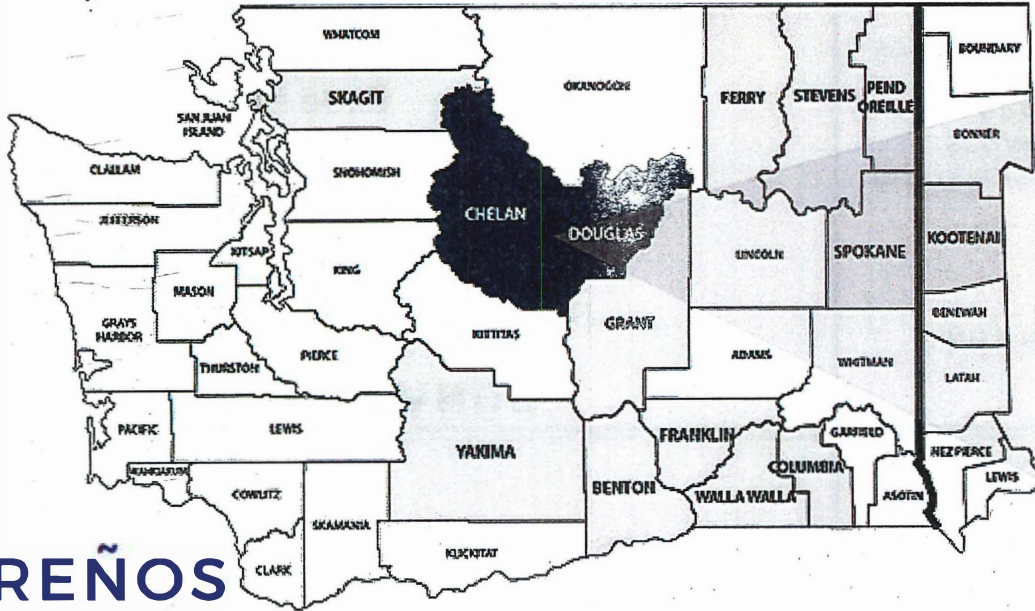 WHATCOM
BOUNDARY
OKANOGON
SKAGIT
FERRY
STEVENS
PEND
OREILLE
SAN JUAN
ISLAND
BONNER
CLALLAM
SNOHOMISH
CHELAN
JEFFERSON
DOUGLAS
KITSAP
LINCOLN
SPOKANE
KOOTENAI
KING
MASON
GRAYS
HARBOR
GRANT
BENEWAH
KITTITAS
PIERCE
THURSTON
ADAMS
WHITMAN
LATAH
PACIFIC
LEWIS
FRANKLIN
GARFIELD
NEZ PIERCE
YAKIMA
WAHKIAKUM
COLUMBIA
LEWIS
BENTON
COWLITZ
WALLA WALLA
ASOTIN
SKAMANIA
KLICKITAT
CLARK
REÑOS